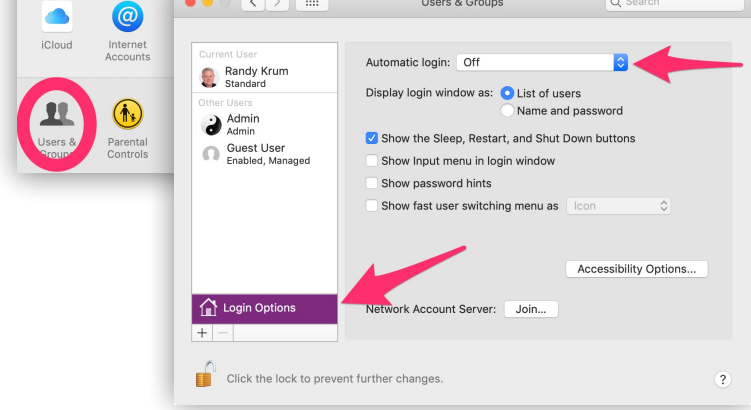 Users & Groups
Search
iCloud
Internet
Accounts
Users &
Groups
Parental
Controls
Current User
Randy Krum
Standard
Other Users
Admin
Admin
Guest User
Enabled, Managed
Login Options
+ −
Automatic login: Off
Display login window as: List of users
Name and password
Show the Sleep, Restart, and Shut Down buttons
Show Input menu in login window
Show password hints
Show fast user switching menu as Icon
Accessibility Options...
Network Account Server: Join...
Click the lock to prevent further changes.
?